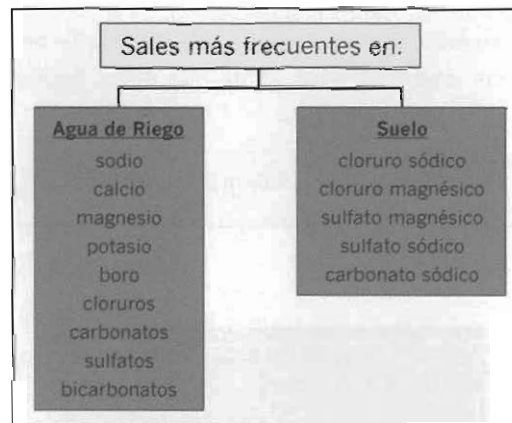 Sales más frecuentes en:
Agua de Riego
sodio
calcio
magnesio
potasio
boro
cloruros
carbonatos
sulfatos
bicarbonatos
Suelo
cloruro sódico
cloruro magnésico
sulfato magnésico
sulfato sódico
carbonato sódico